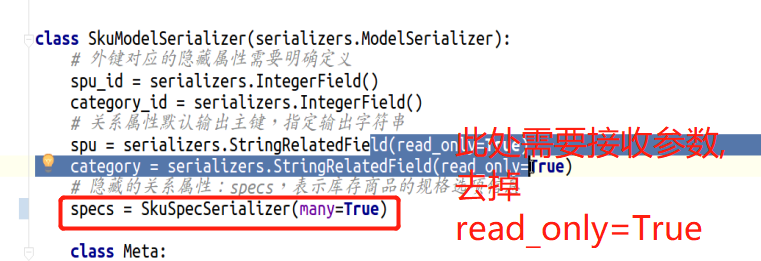 class SkuModelSerializer(serializers.ModelSerializer):
# 外键对应的隐藏属性需要明确定义
spu_id = serializers.IntegerField()
category_id = serializers.IntegerField()
# 关系属性默认输出主键，指定输出字符串
spu = serializers.StringRelatedField(read_only=True)
category = serializers.StringRelatedField(read_only=True)
# 隐藏的关系属性：specs，表示库存商品的规格选项
specs = SkuSpecSerializer(many=True)
class Meta:
此处需要接收参数,
去掉
read_only=True